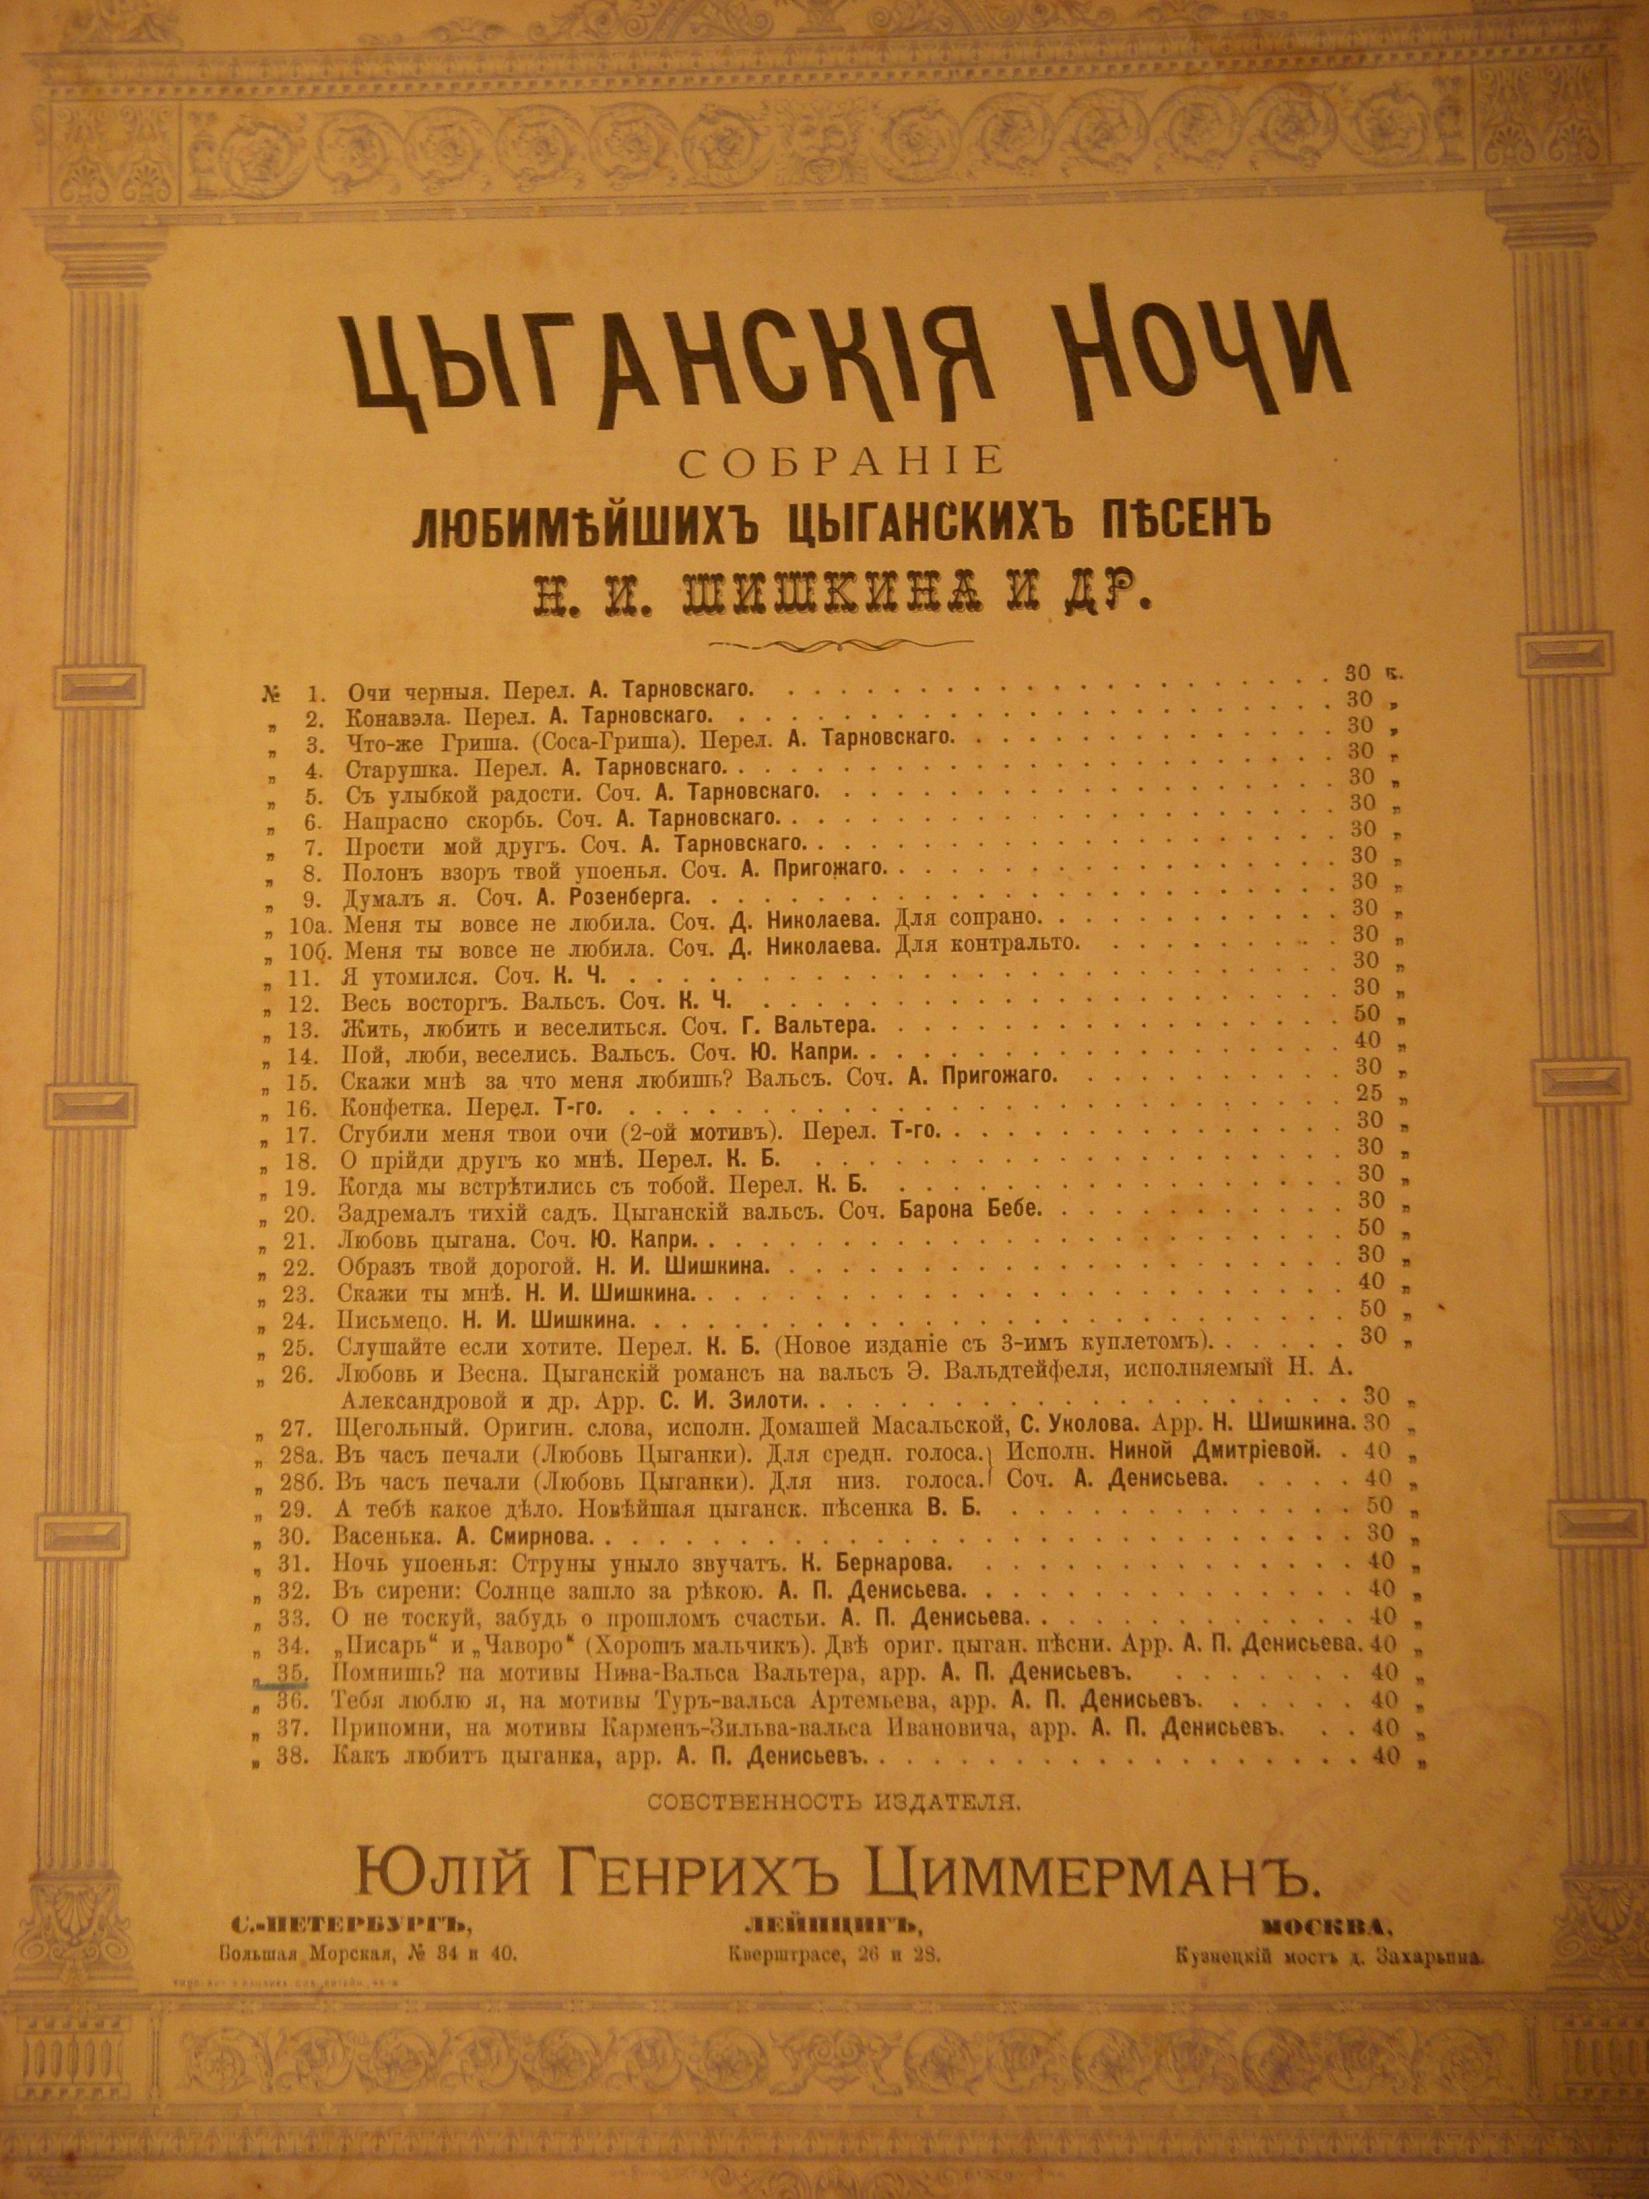 ЦЫГАНСКІЯ НОЧИ
СОБРАНІЕ
ЛЮБИМѢЙШИХЪ ЦЫГАНСКИХЪ ПѢСЕНЪ
Н. И. ШИШКИНА И ДР.
№ 1. Очи черныя. Перел. А. Тарновскаго. 30 к.
„ 2. Конавэла. Перел. А. Тарновскаго. 30 „
„ 3. Что-же Гриша. (Соса-Гриша). Перел. А. Тарновскаго. 30 „
„ 4. Старушка. Перел. А. Тарновскаго. 30 „
„ 5. Съ улыбкой радости. Соч. А. Тарновскаго. 30 „
„ 6. Напрасно скорбь. Соч. А. Тарновскаго. 30 „
„ 7. Прости мой другъ. Соч. А. Тарновскаго. 30 „
„ 8. Полонъ взоръ твой упоенья. Соч. А. Пригожаго. 30 „
„ 9. Думалъ я. Соч. А. Розенберга. 30 „
„ 10а. Меня ты вовсе не любила. Соч. Д. Николаева. Для сопрано. 30 „
„ 10б. Меня ты вовсе не любила. Соч. Д. Николаева. Для контральто. 30 „
„ 11. Я утомился. Соч. К. Ч. 30 „
„ 12. Весь восторгъ. Вальсъ. Соч. К. Ч. 30 „
„ 13. Жить, любить и веселиться. Соч. Г. Вальтера. 50 „
„ 14. Пой, люби, веселись. Вальсъ. Соч. Ю. Капри. 40 „
„ 15. Скажи мнѣ за что меня любишь? Вальсъ. Соч. А. Пригожаго. 30 „
„ 16. Конфетка. Перел. Т-го. 25 „
„ 17. Сгубили меня твои очи (2-ой мотивъ). Перел. Т-го. 30 „
„ 18. О прійди другъ ко мнѣ. Перел. К. Б. 30 „
„ 19. Когда мы встрѣтились съ тобой. Перел. К. Б. 30 „
„ 20. Задремалъ тихій садъ. Цыганскій вальсъ. Соч. Барона Бебе. 30 „
„ 21. Любовь цыгана. Соч. Ю. Капри. 50 „
„ 22. Образъ твой дорогой. Н. И. Шишкина. 30 „
„ 23. Скажи ты мнѣ. Н. И. Шишкина. 40 „
„ 24. Письмецо. Н. И. Шишкина. 50 „
„ 25. Слушайте если хотите. Перел. К. Б. (Новое изданіе съ 3-имъ куплетомъ). 30 „
„ 26. Любовь и Весна. Цыганскій романсъ на вальсъ Э. Вальдтейфеля, исполняемый Н. А.
Александровой и др. Арр. С. И. Зилоти. 30 „
„ 27. Щегольный. Оригин. слова, исполн. Домашей Масальской, С. Уколова. Арр. Н. Шишкина. 30 „
„ 28а. Въ часъ печали (Любовь Цыганки). Для средн. голоса. } Исполн. Ниной Дмитріевой. 40 „
„ 28б. Въ часъ печали (Любовь Цыганки). Для низ. голоса. } Соч. А. Денисьева. 40 „
„ 29. А тебѣ какое дѣло. Новѣйшая цыганск. пѣсенка В. Б. 50 „
„ 30. Васенька. А. Смирнова. 30 „
„ 31. Ночь упоенья: Струны уныло звучатъ. К. Бернарова. 40 „
„ 32. Въ сирени: Солнце зашло за рѣкою. А. П. Денисьева. 40 „
„ 33. О не тоскуй, забудь о прошломъ счастьи. А. П. Денисьева. 40 „
„ 34. „Писарь“ и „Чаворо“ (Хорошъ мальчикъ). Двѣ ориг. цыган. пѣсни. Арр. А. П. Денисьева. 40 „
„ 35. Помнишь? на мотивы Нива-Вальса Вальтера, арр. А. П. Денисьевъ. 40 „
„ 36. Тебя люблю я, на мотивы Туръ-вальса Артемьева, арр. А. П. Денисьевъ. 40 „
„ 37. Припомни, на мотивы Карменъ-Зильва-вальса Ивановича, арр. А. П. Денисьевъ. 40 „
„ 38. Какъ любитъ цыганка, арр. А. П. Денисьевъ. 40 „
СОБСТВЕННОСТЬ ИЗДАТЕЛЯ.
ЮЛІЙ ГЕНРИХЪ ЦИММЕРМАНЪ.
С.-ПЕТЕРБУРГЪ, ЛЕЙПЦИГЪ, МОСКВА,
Большая Морская, № 34 и 40. Кверштрасе, 26 и 28. Кузнецкій мостъ д. Захарьина.